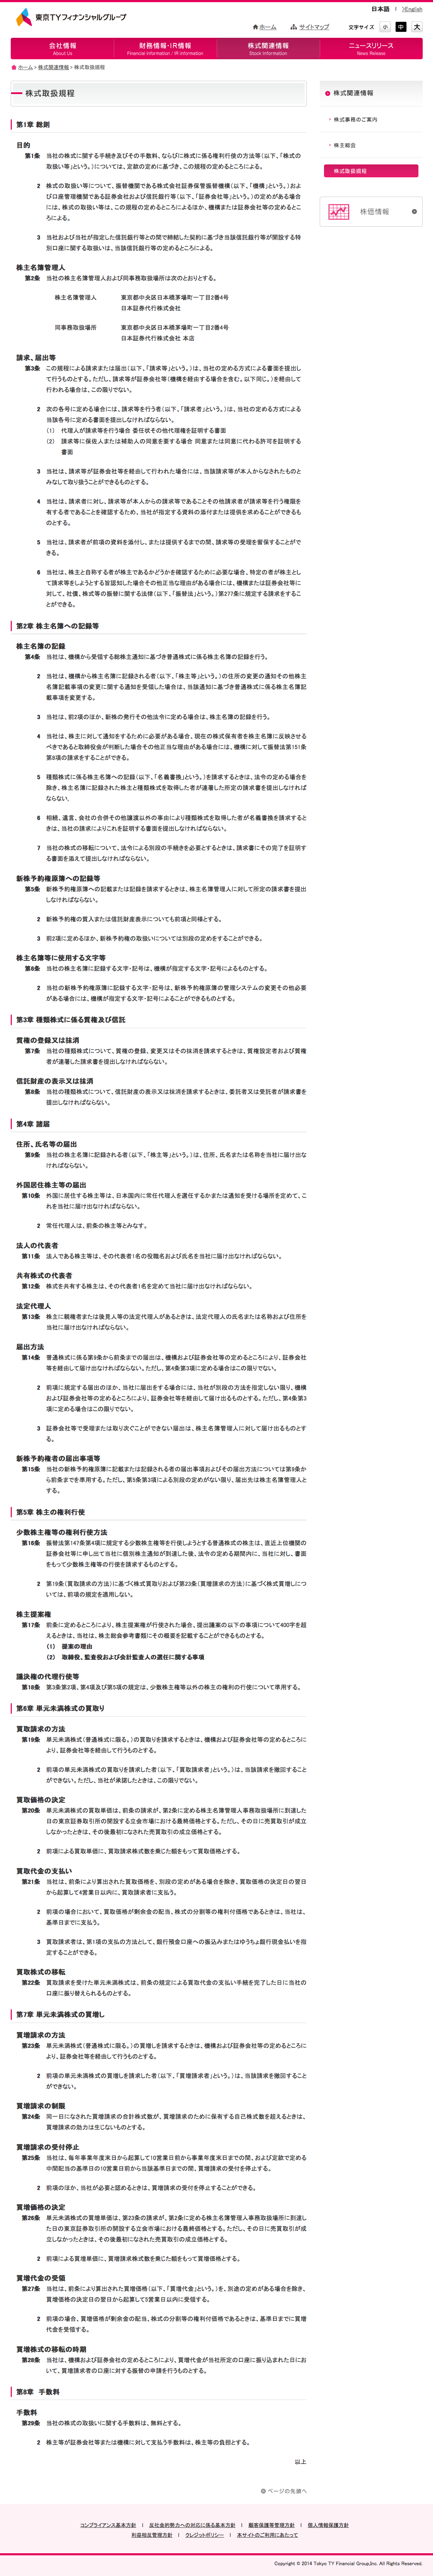 東京TYフィナンシャルグループ
日本語 | >English
ホーム サイトマップ 文字サイズ 小 中 大
会社情報 About Us
財務情報・IR情報 Financial information / IR information
株式関連情報 Stock Information
ニュースリリース News Release
ホーム > 株式関連情報 > 株式取扱規程
株式取扱規程
株式関連情報
株式事務のご案内
株主総会
株式取扱規程
株価情報
第1章 総則
目的
第1条 当社の株式に関する手続き及びその手数料、ならびに株式に係る権利行使の方法等(以下、「株式の
取扱い等」という。)については、定款の定めに基づき、この規程の定めるところによる。
2 株式の取扱い等について、振替機関である株式会社証券保管振替機構(以下、「機構」という。)およ
び口座管理機関である証券会社および信託銀行等(以下、「証券会社等」という。)の定めがある場合
には、株式の取扱い等は、この規程の定めるところによるほか、機構または証券会社等の定めるとこ
ろによる。
3 当社および当社が指定した信託銀行等との間で締結した契約に基づき当該信託銀行等が開設する特
別口座に関する取扱いは、当該信託銀行等の定めるところによる。
株主名簿管理人
第2条 当社の株主名簿管理人および同事務取扱場所は次のとおりとする。
株主名簿管理人 東京都中央区日本橋茅場町一丁目2番4号
日本証券代行株式会社
同事務取扱場所 東京都中央区日本橋茅場町一丁目2番4号
日本証券代行株式会社 本店
請求、届出等
第3条 この規程による請求または届出(以下、「請求等」という。)は、当社の定める方式による書面を提出し
て行うものとする。ただし、請求等が証券会社等(機構を経由する場合を含む。以下同じ。)を経由して
行われる場合は、この限りでない。
2 次の各号に定める場合には、請求等を行う者(以下、「請求者」という。)は、当社の定める方式による
当該各号に定める書面を提出しなければならない。
(1) 代理人が請求等を行う場合 委任状その他代理権を証明する書面
(2) 請求等に保佐人または補助人の同意を要する場合 同意または同意に代わる許可を証明する
書面
3 当社は、請求等が証券会社等を経由して行われた場合には、当該請求等が本人からなされたものと
みなして取り扱うことができるものとする。
4 当社は、請求者に対し、請求等が本人からの請求等であることその他請求者が請求等を行う権限を
有する者であることを確認するため、当社が指定する資料の添付または提供を求めることができるも
のとする。
5 当社は、請求者が前項の資料を添付し、または提供するまでの間、請求等の受理を留保することがで
きる。
6 当社は、株主と自称する者が株主であるかどうかを確認するために必要な場合、特定の者が株主とし
て請求等をしようとする旨認知した場合その他正当な理由がある場合には、機構または証券会社等に
対して、社債、株式等の振替に関する法律(以下、「振替法」という。)第277条に規定する請求をするこ
とができる。
第2章 株主名簿への記録等
株主名簿の記録
第4条 当社は、機構から受領する総株主通知に基づき普通株式に係る株主名簿の記録を行う。
2 当社は、機構から株主名簿に記録される者(以下、「株主等」という。)の住所の変更の通知その他株主
名簿記載事項の変更に関する通知を受領した場合は、当該通知に基づき普通株式に係る株主名簿記
載事項を変更する。
3 当社は、前2項のほか、新株の発行その他法令に定める場合は、株主名簿の記録を行う。
4 当社は、株主に対して通知をするために必要がある場合、現在の株式保有者を株主名簿に反映させる
べきであると取締役会が判断した場合その他正当な理由がある場合には、機構に対して振替法第151条
第8項の請求をすることができる。
5 種類株式に係る株主名簿への記録(以下、「名義書換」という。)を請求するときは、法令の定める場合を
除き、株主名簿に記録された株主と種類株式を取得した者が連署した所定の請求書を提出しなければ
ならない。
6 相続、遺言、会社の合併その他譲渡以外の事由により種類株式を取得した者が名義書換を請求すると
きは、当社の請求によりこれを証明する書面を提出しなければならない。
7 当社の株式の移転について、法令による別段の手続きを必要とするときは、請求書にその完了を証明す
る書面を添えて提出しなければならない。
新株予約権原簿への記録等
第5条 新株予約権原簿への記載または記録を請求するときは、株主名簿管理人に対して所定の請求書を提出し
なければならない。
2 新株予約権の質入または信託財産表示についても前項と同様とする。
3 前2項に定めるほか、新株予約権の取扱いについては別段の定めをすることができる。
株主名簿等に使用する文字等
第6条 当社の株主名簿に記録する文字・記号は、機構が指定する文字・記号によるものとする。
2 当社の新株予約権原簿に記録する文字・記号は、新株予約権原簿の管理システムの変更その他必要
がある場合には、機構が指定する文字・記号によることができるものとする。
第3章 種類株式に係る質権及び信託
質権の登録又は抹消
第7条 当社の種類株式について、質権の登録、変更又はその抹消を請求するときは、質権設定者および質権
者が連署した請求書を提出しなければならない。
信託財産の表示又は抹消
第8条 当社の種類株式について、信託財産の表示又は抹消を請求するときは、委託者又は受託者が請求書を
提出しなければならない。
第4章 諸届
住所、氏名等の届出
第9条 当社の株主名簿に記録される者(以下、「株主等」という。)は、住所、氏名または名称を当社に届けな
ければならない。
外国居住株主等の届出
第10条 外国に居住する株主等は、日本国内に常任代理人を選任するかまたは通知を受ける場所を定めて、こ
れを当社に届けなければならない。
2 常任代理人は、前条の株主等とみなす。
法人の代表者
第11条 法人である株主等は、その代表者1名の役職名および氏名を当社に届け出なければならない。
共有株式の代表者
第12条 株式を共有する株主は、その代表者1名を定めて当社に届け出なければならない。
法定代理人
第13条 株主に親権者または後見人等の法定代理人があるときは、法定代理人の氏名または名称および住所を
当社に届け出なければならない。
届出方法
第14条 普通株式に係る第9条から前条までの届出は、機構および証券会社等の定めるところにより、証券会社
等を経由して届け出なければならない。ただし、第4条第3項に定める場合はこの限りでない。
2 前項に規定する届出のほか、当社に届出をする場合には、当社が別段の方法を指定しない限り、機構
および証券会社等の定めるところにより、証券会社等を経由して届け出るものとする。ただし、第4条第3
項に定める場合はこの限りでない。
3 証券会社等で受理または取り次ぐことができない届出は、株主名簿管理人に対して届け出るものとす
る。
新株予約権者の届出事項等
第15条 当社の新株予約権原簿に記載または記録される者の届出事項およびその届出方法については第9条か
ら前条までを準用する。ただし、第5条第3項による別段の定めがない限り、届出先は株主名簿管理人と
する。
第5章 株主の権利行使
少数株主権等の権利行使方法
第16条 振替法第147条第4項に規定する少数株主権等を行使しようとする普通株式の株主は、直近上位機関の
証券会社等に申し出て当社に個別株主通知が到達した後、法令の定める期間内に、当社に対し、書面
をもって少数株主権等の行使を請求するものとする。
2 第19条(買取請求の方法)に基づく株式買取りおよび第23条(買増請求の方法)に基づく株式買増しにつ
いては、前項の規定を適用しない。
株主提案権
第17条 前条に定めるところにより、株主提案権が行使された場合、提出議案の以下の事項について400字を超
えるときは、当社は、株主総会参考書類にその概要を記載することができるものとする。
(1) 提案の理由
(2) 取締役、監査役および会計監査人の選任に関する事項
議決権の代理行使等
第18条 第3条第2項、第4項及び第5項の規定は、少数株主権等以外の株主の権利の行使について準用する。
第6章 単元未満株式の買取り
買取請求の方法
第19条 単元未満株式(普通株式に限る。)の買取りを請求するときは、機構および証券会社等の定めるところに
より、証券会社等を経由して行うものとする。
2 前項の単元未満株式の買取りを請求した者(以下、「買取請求者」という。)は、当該請求を撤回すること
ができない。ただし、当社が承諾したときは、この限りでない。
買取価格の決定
第20条 単元未満株式の買取単価は、前条の請求が、第2条に定める株主名簿管理人事務取扱場所に到達した
日の東京証券取引所の開設する立会市場における最終価格とする。ただし、その日に売買取引が成立
しなかったときは、その後最初になされた売買取引の成立価格とする。
2 前項による買取単価に、買取請求株式数を乗じた額をもって買取価格とする。
買取代金の支払い
第21条 当社は、前条により算出された買取価格を、別段の定めがある場合を除き、買取価格の決定日の翌日
から起算して4営業日以内に、買取請求者に支払う。
2 前項の場合において、買取価格が剰余金の配当、株式の分割等の権利付価格であるときは、当社は、
基準日までに支払う。
3 買取請求者は、第1項の支払の方法として、銀行預金口座への振込みまたはゆうちょ銀行現金払いを指
定することができる。
買取株式の移転
第22条 買取請求を受けた単元未満株式は、前条の規定による買取代金の支払い手続を完了した日に当社の
口座に振り替えられるものとする。
第7章 単元未満株式の買増し
買増請求の方法
第23条 単元未満株式(普通株式に限る。)の買増しを請求するときは、機構および証券会社等の定めるところに
より、証券会社等を経由して行うものとする。
2 前項の単元未満株式の買増しを請求した者(以下、「買増請求者」という。)は、当該請求を撤回すること
ができない。
買増請求の制限
第24条 同一日になされた買増請求の合計株式数が、買増請求のために保有する自己株式数を超えるときは、
買増請求の効力は生じないものとする。
買増請求の受付停止
第25条 当社は、毎年事業年度末日から起算して10営業日前から事業年度末日までの間、および定款で定める
中間配当の基準日の10営業日前から当該基準日までの間、買増請求の受付を停止する。
2 前項のほか、当社が必要と認めるときは、買増請求の受付を停止することができる。
買増価格の決定
第26条 単元未満株式の買増単価は、第23条の請求が、第2条に定める株主名簿管理人事務取扱場所に到達し
た日の東京証券取引所の開設する立会市場における最終価格とする。ただし、その日に売買取引が成
立しなかったときは、その後最初になされた売買取引の成立価格とする。
2 前項による買増単価に、買増請求株式数を乗じた額をもって買増価格とする。
買増代金の受領
第27条 当社は、前条により算出された買増価格(以下、「買増代金」という。)を、別途の定めがある場合を除き、
買増価格の決定日の翌日から起算して5営業日以内に受領する。
2 前項の場合、買増価格が剰余金の配当、株式の分割等の権利付価格であるときは、基準日までに買増
代金を受領する。
買増株式の移転の時期
第28条 当社は、機構および証券会社の定めるところにより、買増代金が当社所定の口座に振り込まれた日にお
いて、買増請求者の口座に対する振替の申請を行うものとする。
第8章 手数料
手数料
第29条 当社の株式の取扱いに関する手数料は、無料とする。
2 株主等が証券会社等または機構に対して支払う手数料は、株主等の負担とする。
以上
ページの先頭へ
コンプライアンス基本方針 | 反社会的勢力への対応に係る基本方針 | 顧客保護等管理方針 | 個人情報保護方針
利益相反管理方針 | クレジットポリシー | 本サイトのご利用にあたって
Copyright © 2014 Tokyo TY Financial Group,Inc. All Rights Reserved.